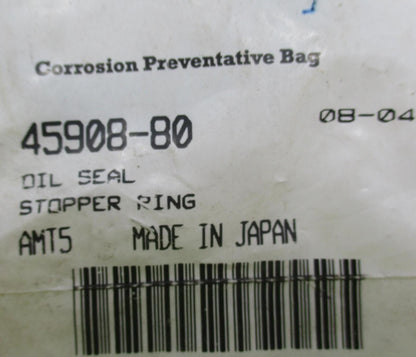 Corrosion Preventative Bag
45908-80 08-04
OIL SEAL
STOPPER RING
AMT5 MADE IN JAPAN